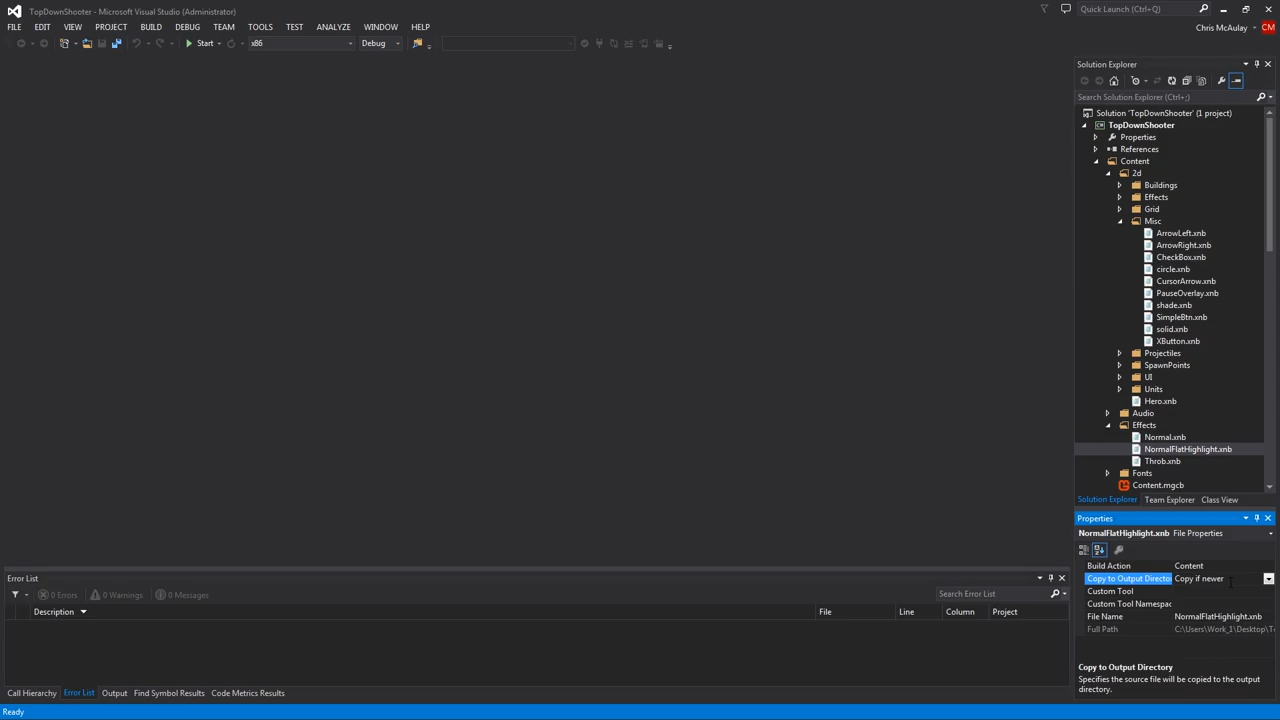 TopDownShooter - Microsoft Visual Studio (Administrator)
Quick Launch (Ctrl+Q)
FILE EDIT VIEW PROJECT BUILD DEBUG TEAM TOOLS TEST ANALYZE WINDOW HELP
Chris McAulay CM
Start x86 Debug
Solution Explorer
Search Solution Explorer (Ctrl+;)
Solution 'TopDownShooter' (1 project)
TopDownShooter
Properties
References
Content
2d
Buildings
Effects
Grid
Misc
ArrowLeft.xnb
ArrowRight.xnb
CheckBox.xnb
circle.xnb
CursorArrow.xnb
PauseOverlay.xnb
shade.xnb
SimpleBtn.xnb
solid.xnb
XButton.xnb
Projectiles
SpawnPoints
UI
Units
Hero.xnb
Audio
Effects
Normal.xnb
NormalFlatHighlight.xnb
Throb.xnb
Fonts
Content.mgcb
Solution Explorer Team Explorer Class View
Properties
NormalFlatHighlight.xnb File Properties
Build Action Content
Copy to Output Director Copy if newer
Custom Tool
Custom Tool Namespac
File Name NormalFlatHighlight.xnb
Full Path C:\Users\Work_1\Desktop\T
Copy to Output Directory
Specifies the source file will be copied to the output
directory.
Error List
0 Errors 0 Warnings 0 Messages
Search Error List
Description File Line Column Project
Call Hierarchy Error List Output Find Symbol Results Code Metrics Results
Ready